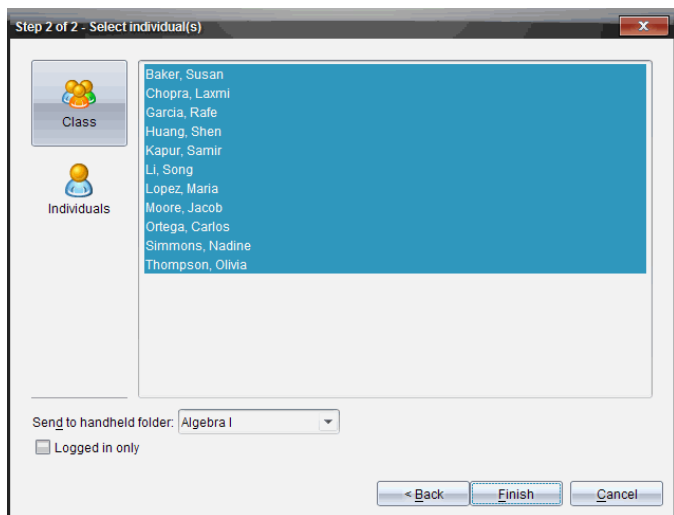 Step 2 of 2 - Select individual(s)
Class
Individuals
Baker, Susan
Chopra, Laxmi
Garcia, Rafe
Huang, Shen
Kapur, Samir
Li, Song
Lopez, Maria
Moore, Jacob
Ortega, Carlos
Simmons, Nadine
Thompson, Olivia
Send to handheld folder: Algebra I
Logged in only
< Back Finish Cancel